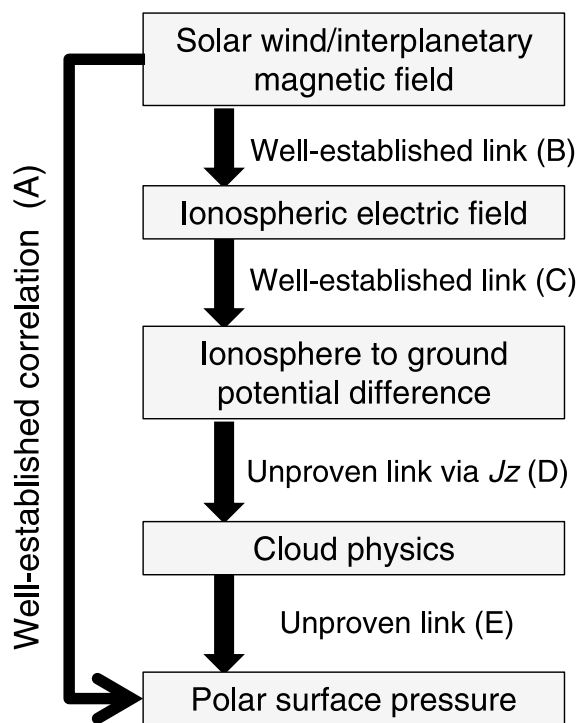 Solar wind/interplanetary
magnetic field
Well-established link (B)
Ionospheric electric field
Well-established link (C)
Ionosphere to ground
potential difference
Unproven link via Jz (D)
Cloud physics
Unproven link (E)
Polar surface pressure
Well-established correlation (A)